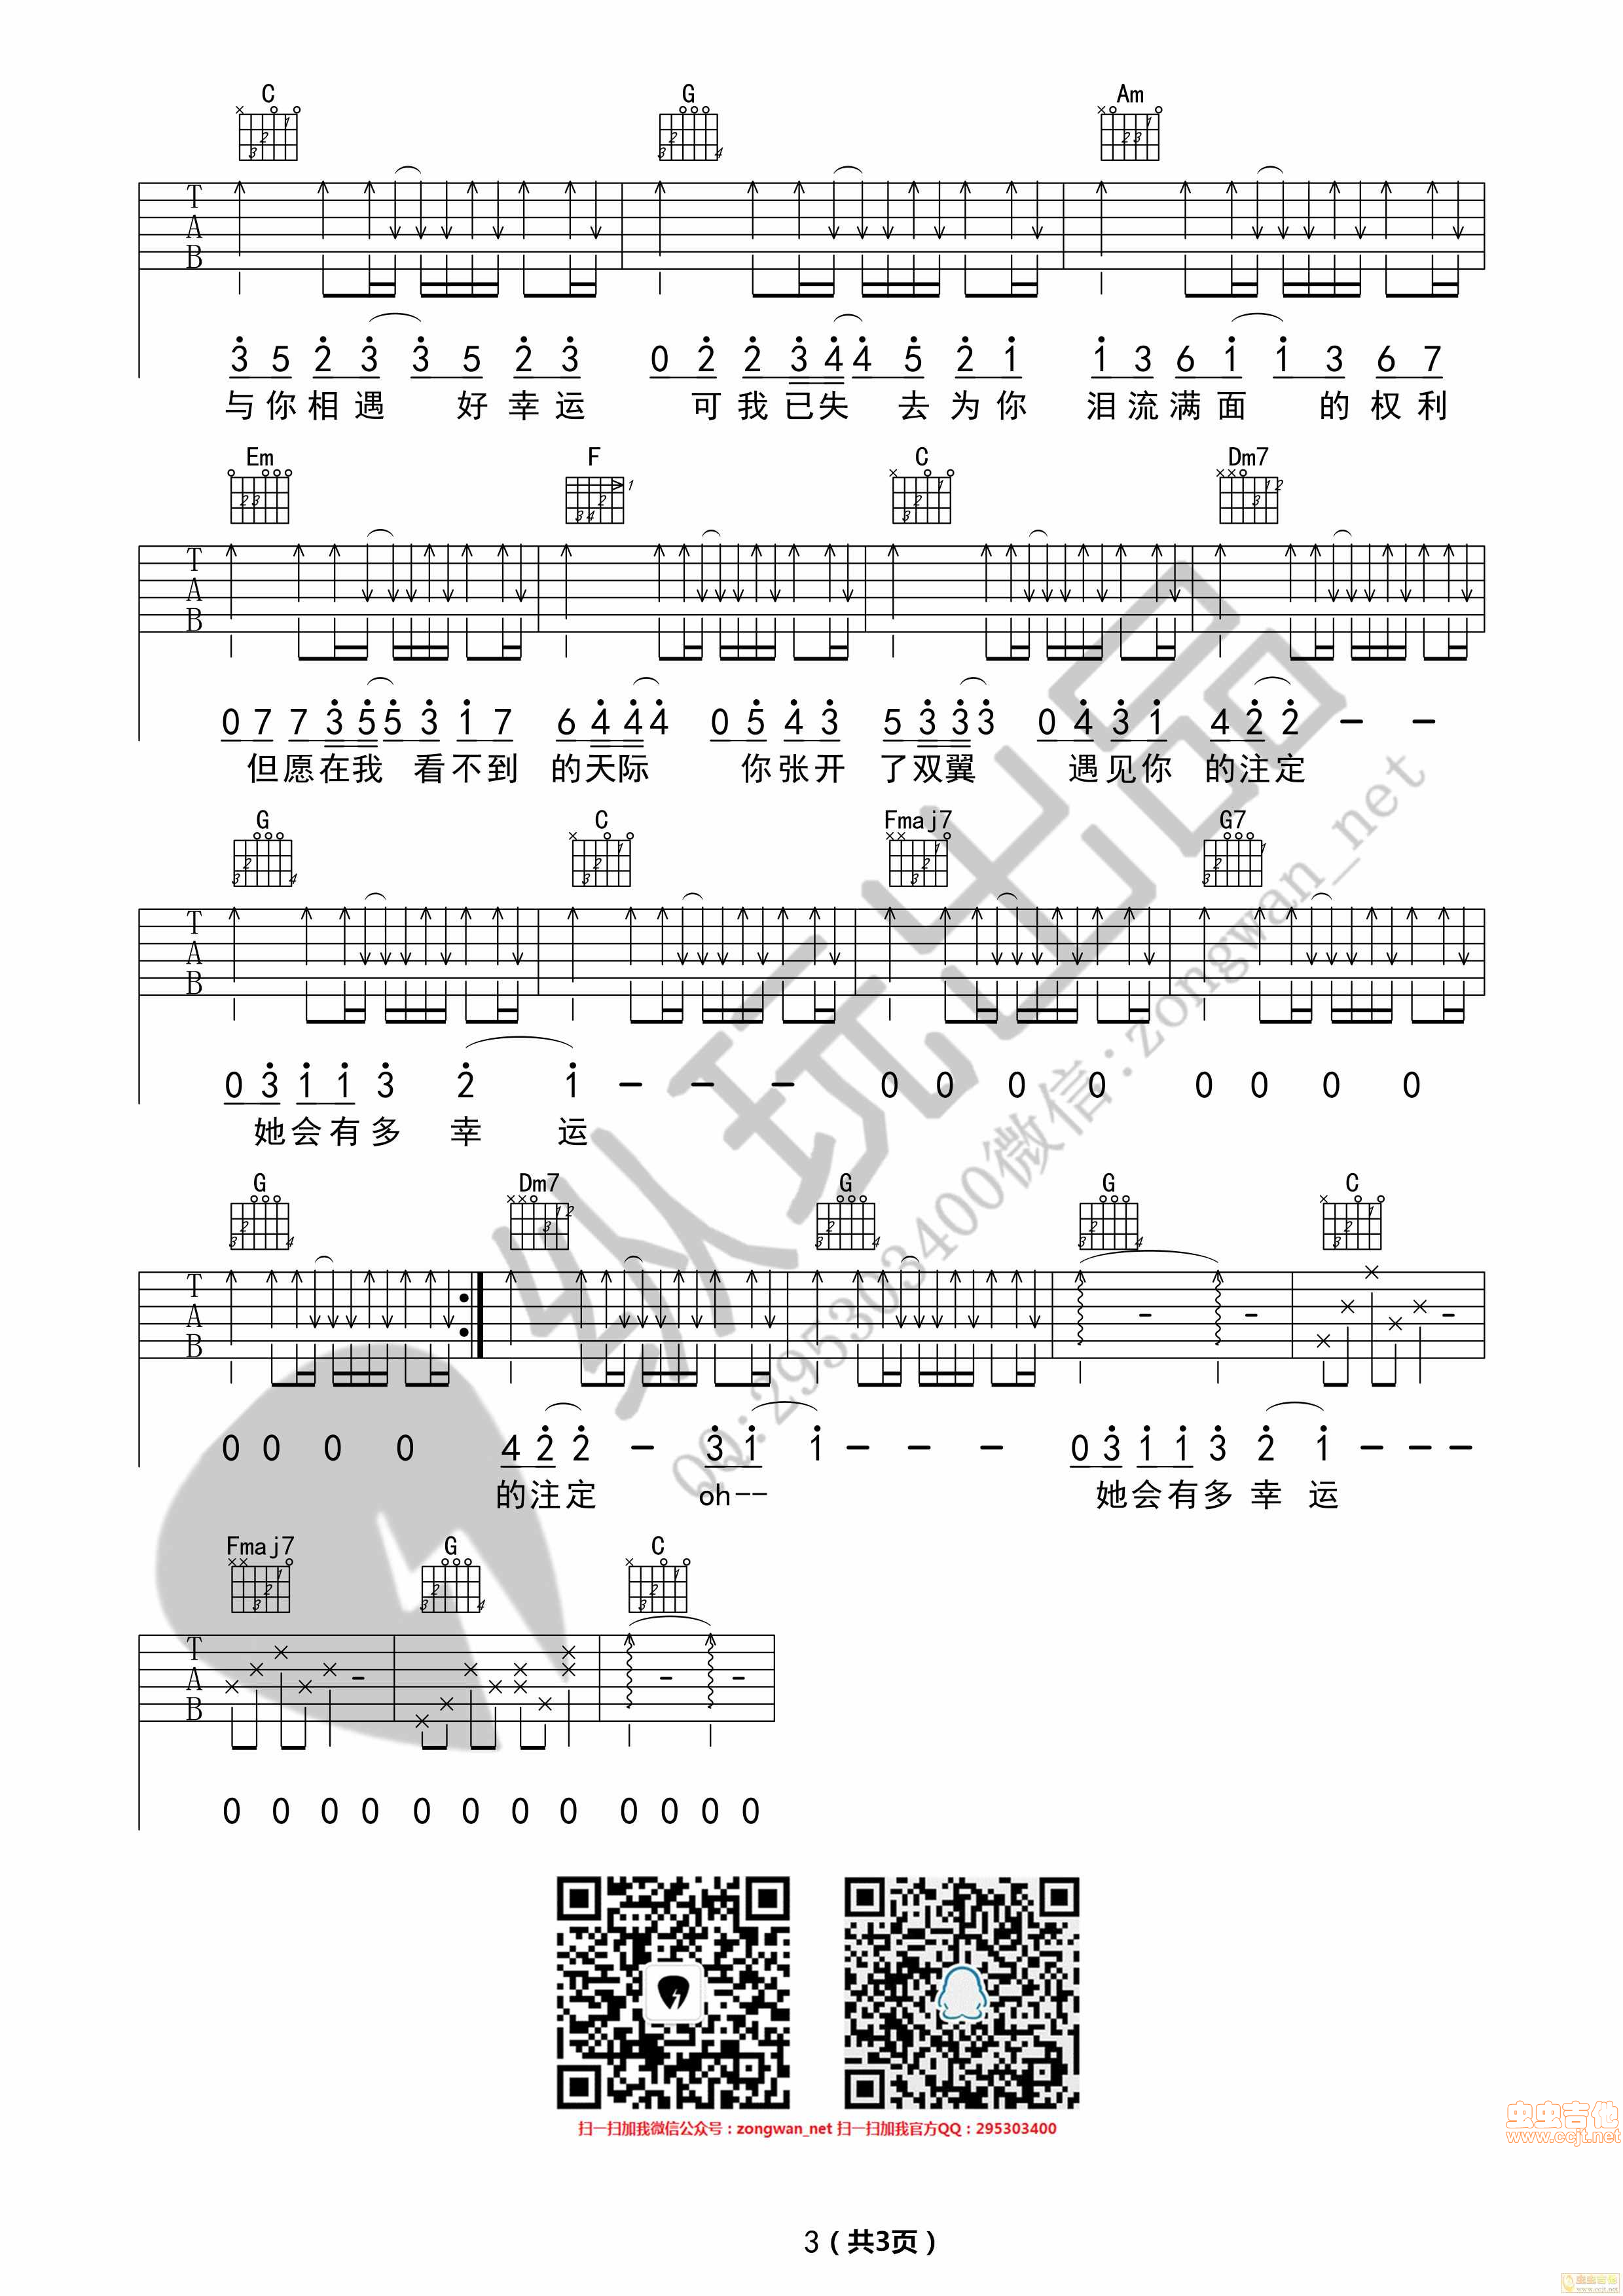 C G Am
T
A
B
3 5 2 3 3 5 2 3 0 2 2 3 4 4 5 2 1 1 3 6 1 1 3 6 7
与你相遇 好幸运 可我已失 去为你 泪流满面 的权利
Em F C Dm7
T
A
B
0 7 7 3 5 5 3 1 7 6 4 4 4 0 5 4 3 5 3 3 3 0 4 3 1 4 2 2 - -
但愿在我 看不到 的天际 你张开 了双翼 遇见你 的注定
G C Fmaj7 G7
T
A
B
0 3 1 1 3 2 1 - - - 0 0 0 0 0 0 0 0
她会有多 幸 运
G Dm7 G G C
T
A
B
0 0 0 0 4 2 2 - 3 1 1 - - - 0 3 1 1 3 2 1 - - -
的注定 oh-- 她会有多 幸 运
Fmaj7 G C
T
A
B
0 0 0 0 0 0 0 0 0 0 0 0
纵玩出品
QQ:295303400微信:zongwan_net
扫一扫加我微信公众号：zongwan_net 扫一扫加我官方QQ：295303400
虫虫吉他
www.ccjt.net
3（共3页）